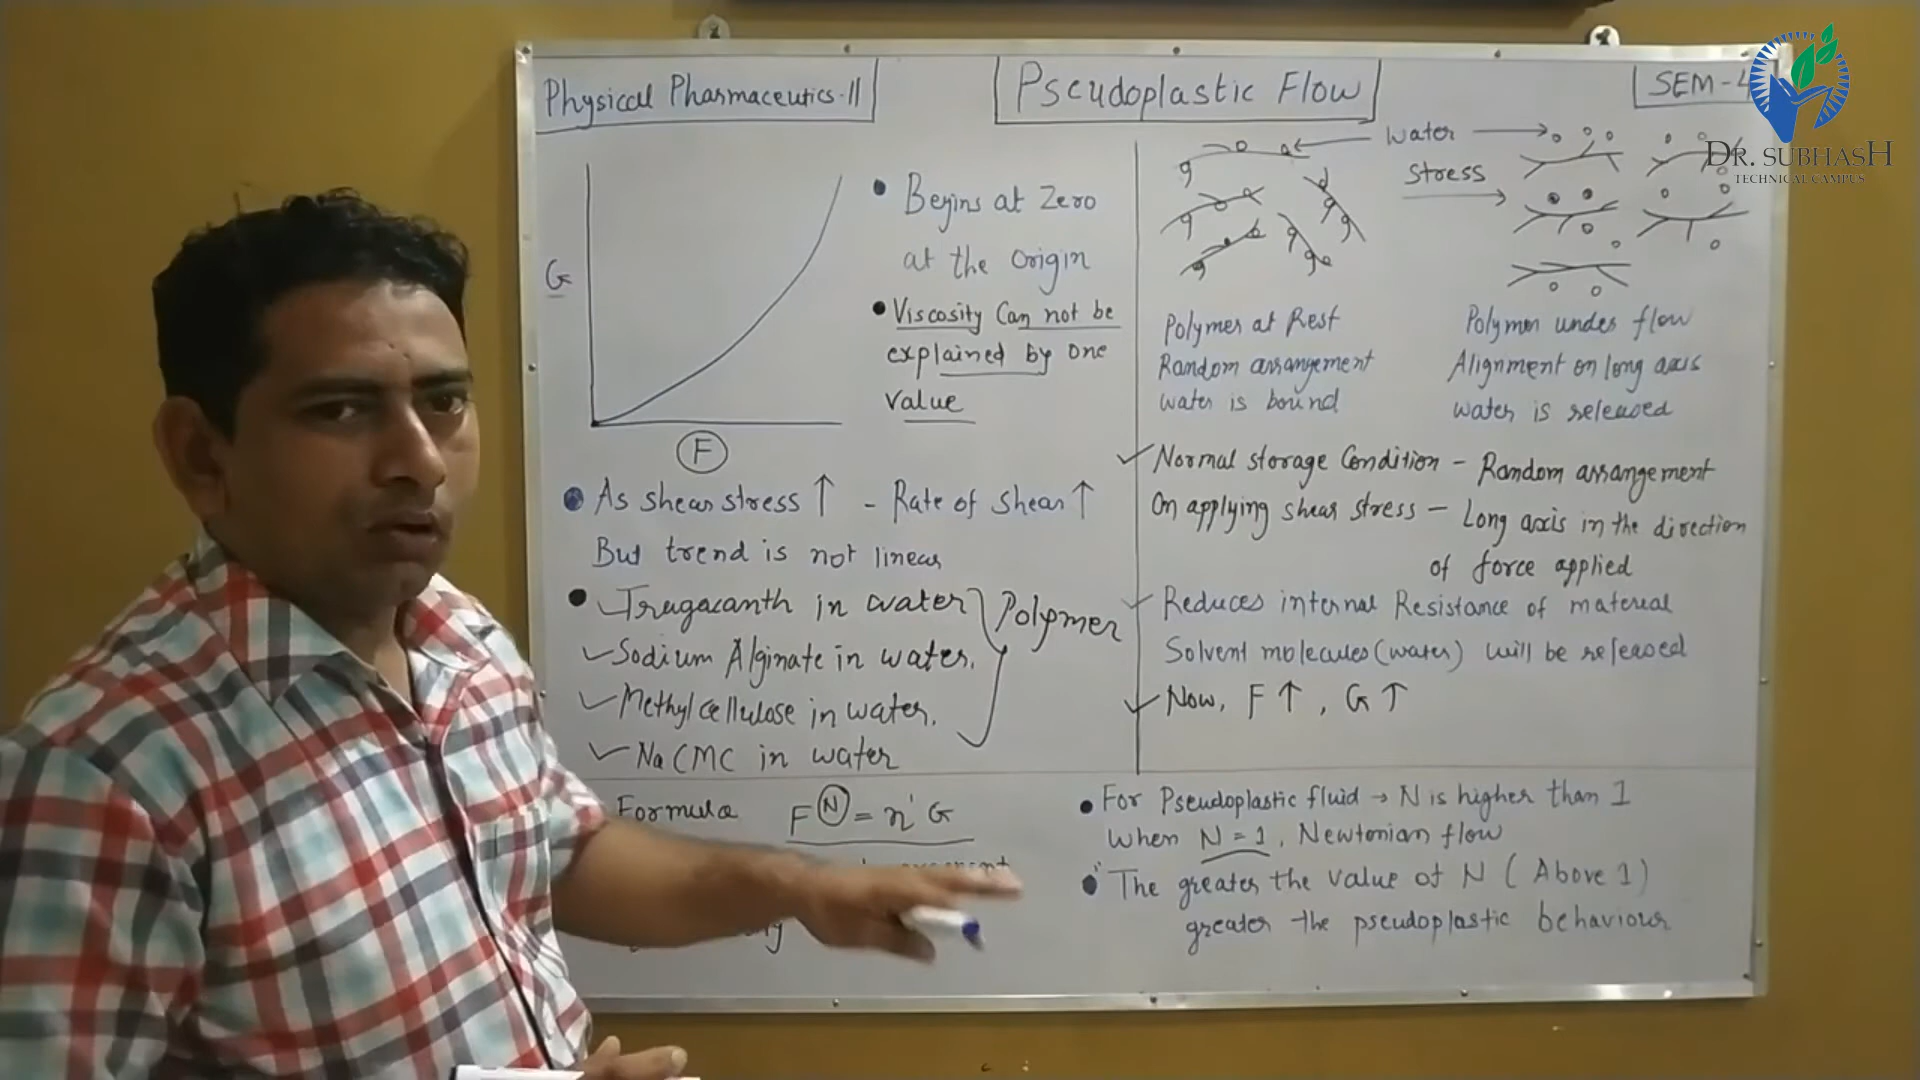 Physical Pharmaceutics-II
Pseudoplastic Flow
SEM-4
DR. SUBHASH
TECHNICAL CAMPUS
G
F
Begins at Zero
at the origin
Viscosity Can not be
explained by one
value
As shear stress ↑ - Rate of shear ↑
But trend is not linear
Tragacanth in water
Sodium Alginate in water.
Methylcellulose in water.
Na CMC in water
Polymer
Water
Stress
Polymer at Rest
Random arrangement
water is bound
Polymer under flow
Alignment on long axis
water is released
Normal storage Condition - Random arrangement
On applying shear stress - Long axis in the direction
of force applied
Reduces internal Resistance of material
Solvent molecules (water) will be released
Now, F ↑, G ↑
Formula F^N = η' G
For Pseudoplastic fluid → N is higher than 1
When N = 1, Newtonian flow
The greater the value of N (Above 1)
greater the pseudoplastic behaviour